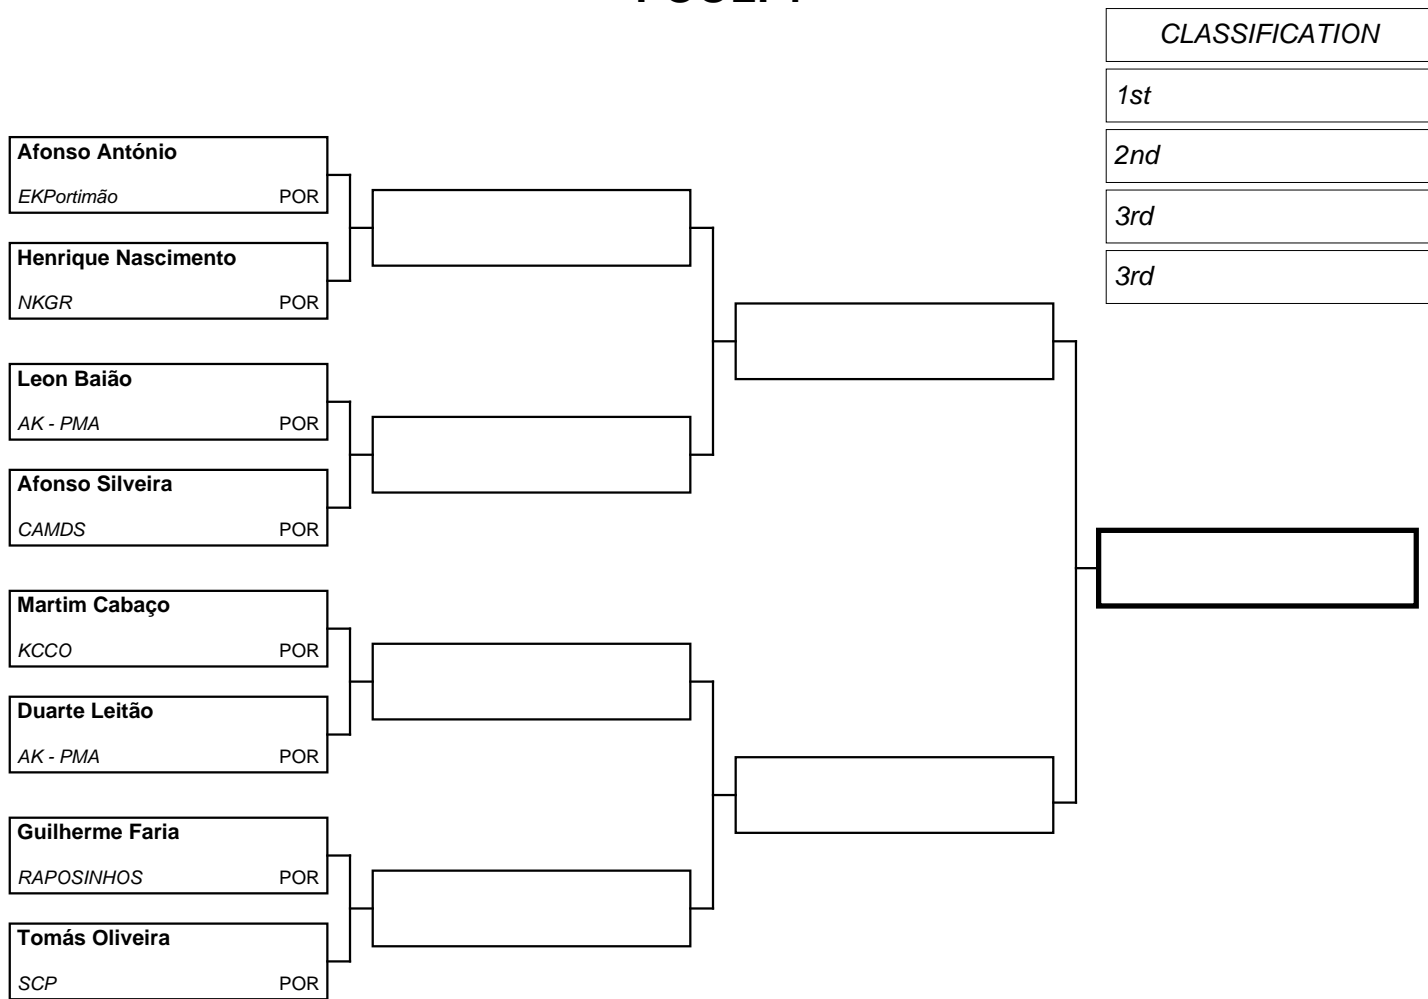 CLASSIFICATION
1st
2nd
3rd
3rd
Afonso António
EKPortimão POR
Henrique Nascimento
NKGR POR
Leon Baião
AK - PMA POR
Afonso Silveira
CAMDS POR
Martim Cabaço
KCCO POR
Duarte Leitão
AK - PMA POR
Guilherme Faria
RAPOSINHOS POR
Tomás Oliveira
SCP POR